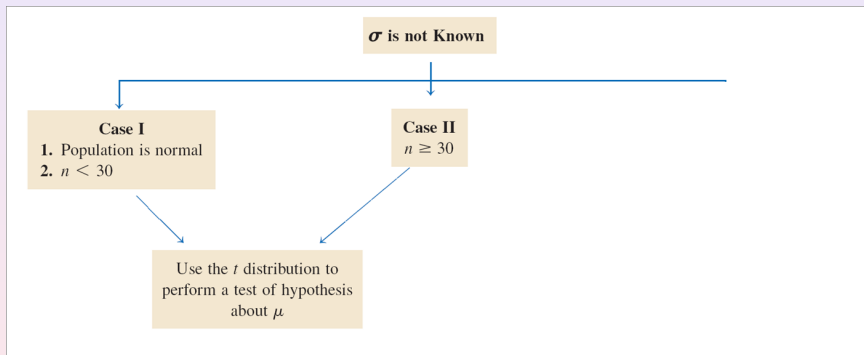 σ is not Known
Case I
1. Population is normal
2. n < 30
Case II
n ≥ 30
Use the t distribution to
perform a test of hypothesis
about μ